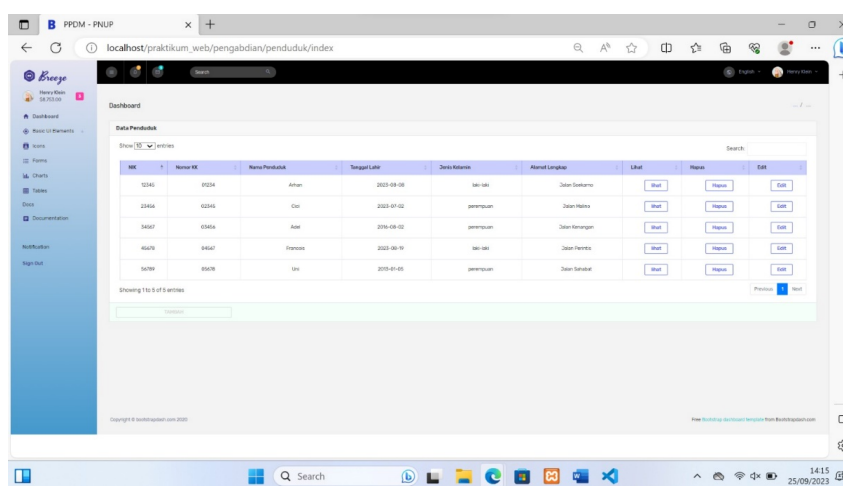 B PPDM - PNUP
localhost/praktikum_web/pengabdian/penduduk/index
Breeze
Search
English
Henry Klein
Henry Klein
$8,753.00
Dashboard
Dashboard
Basic UI Elements
Icons
Forms
Charts
Tables
Docs
Documentation
Notification
Sign Out
Data Penduduk
Show 10 entries
Search:
NIK Nomor KK Nama Penduduk Tanggal Lahir Jenis Kelamin Alamat Lengkap Lihat Hapus Edit
12345 01234 Arhan 2023-08-08 laki-laki Jalan Soekarno lihat Hapus Edit
23456 02345 Cici 2023-07-02 perempuan Jalan Melina lihat Hapus Edit
34567 03456 Adel 2016-08-02 perempuan Jalan Kenangan lihat Hapus Edit
45678 04567 Francois 2023-08-19 laki-laki Jalan Perintis lihat Hapus Edit
56789 05678 Uni 2013-01-05 perempuan Jalan Sahabat lihat Hapus Edit
Showing 1 to 5 of 5 entries
Previous 1 Next
Copyright © bootstrapdash.com 2020
Free Bootstrap dashboard template from Bootstrapdash.com
Search
14:15
25/09/2023